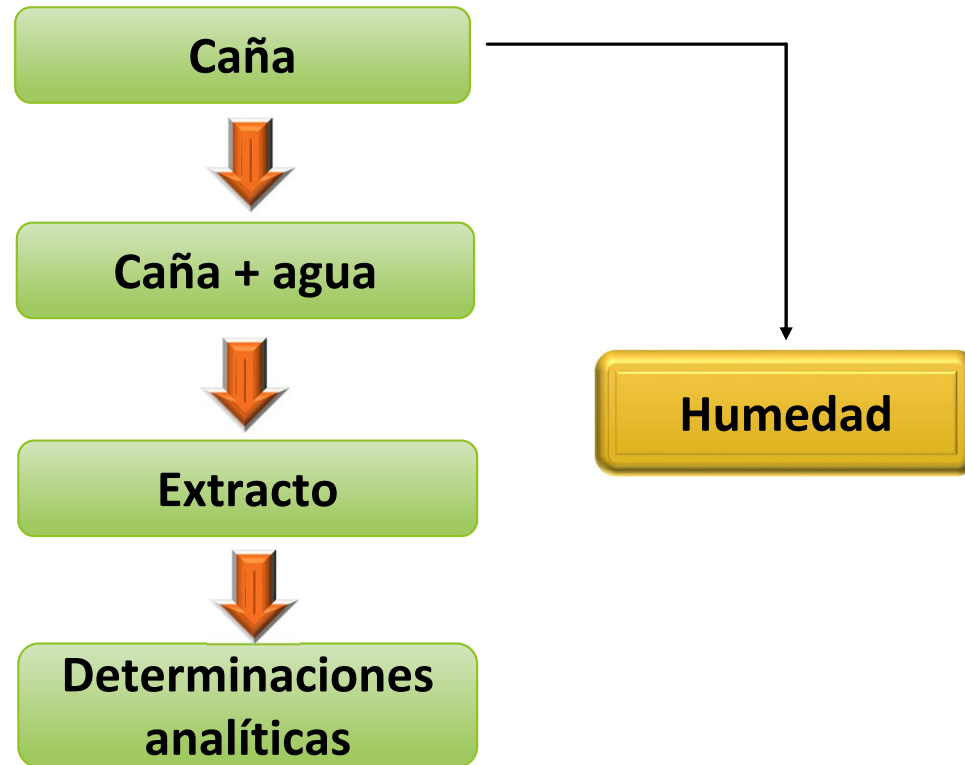 Caña
Caña + agua
Humedad
Extracto
Determinaciones
analíticas